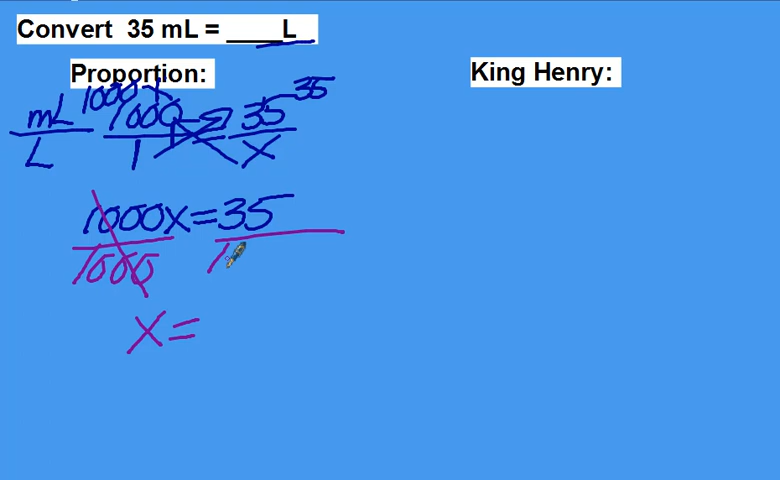 Convert 35 mL = ____L
Proportion:
King Henry:
1000x
35
mL 1000 = 35
L 1 x
1000x = 35
1000 1
x =